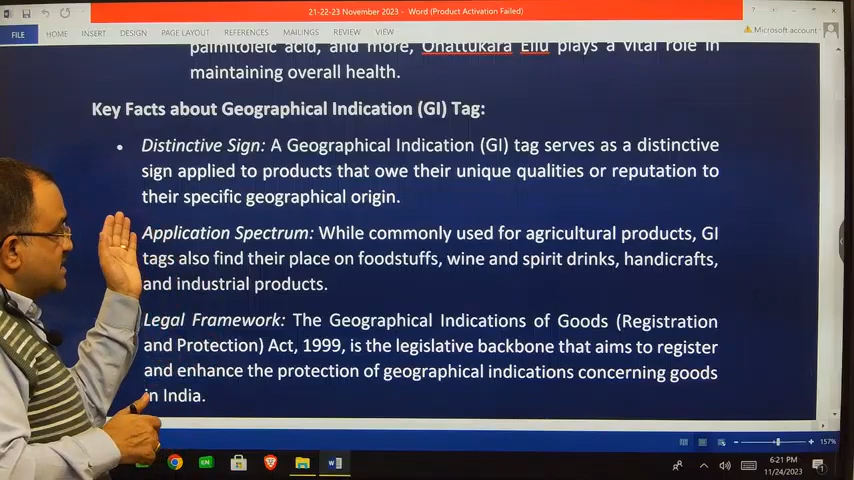 21-22-23 November 2023 - Word (Product Activation Failed)
FILE HOME INSERT DESIGN PAGE LAYOUT REFERENCES MAILINGS REVIEW VIEW Microsoft account
palmitoleic acid, and more, Onattukara Ellu plays a vital role in
maintaining overall health.
Key Facts about Geographical Indication (GI) Tag:
• Distinctive Sign: A Geographical Indication (GI) tag serves as a distinctive
sign applied to products that owe their unique qualities or reputation to
their specific geographical origin.
Application Spectrum: While commonly used for agricultural products, GI
tags also find their place on foodstuffs, wine and spirit drinks, handicrafts,
and industrial products.
Legal Framework: The Geographical Indications of Goods (Registration
and Protection) Act, 1999, is the legislative backbone that aims to register
and enhance the protection of geographical indications concerning goods
in India.
157%
6:21 PM
11/24/2023